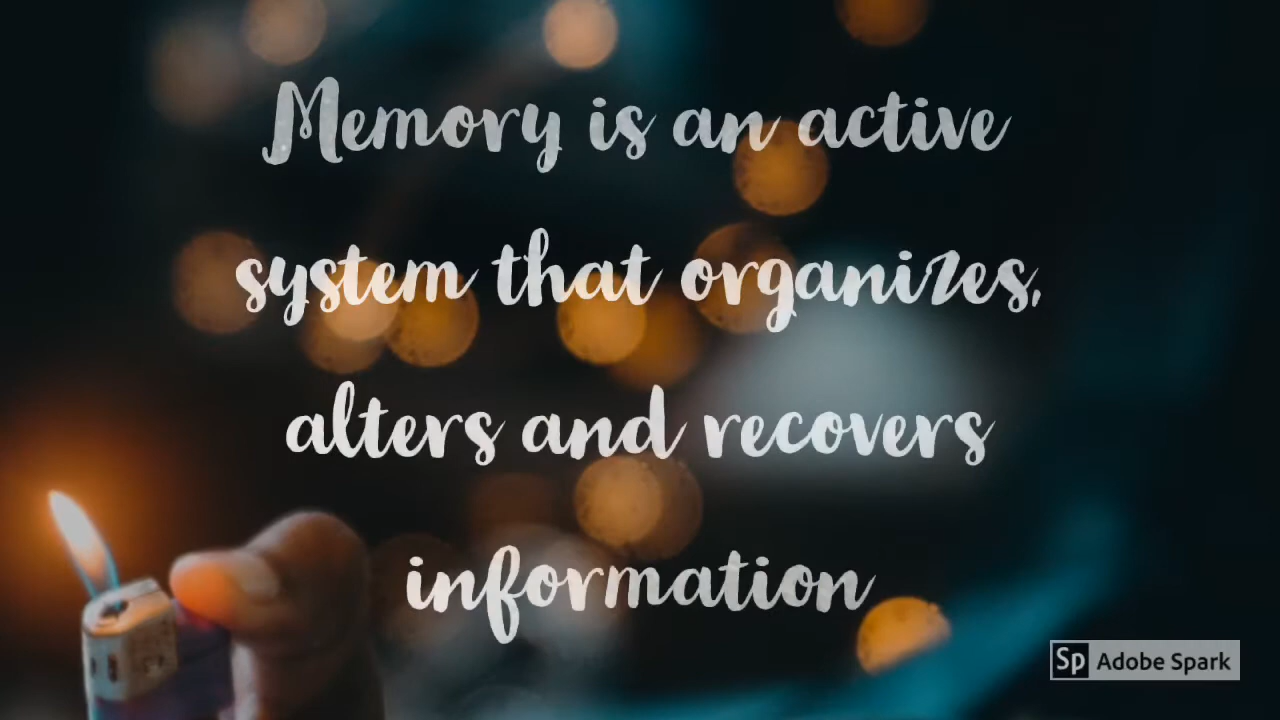 Memory is an active
system that organizes,
alters and recovers
information
Sp Adobe Spark